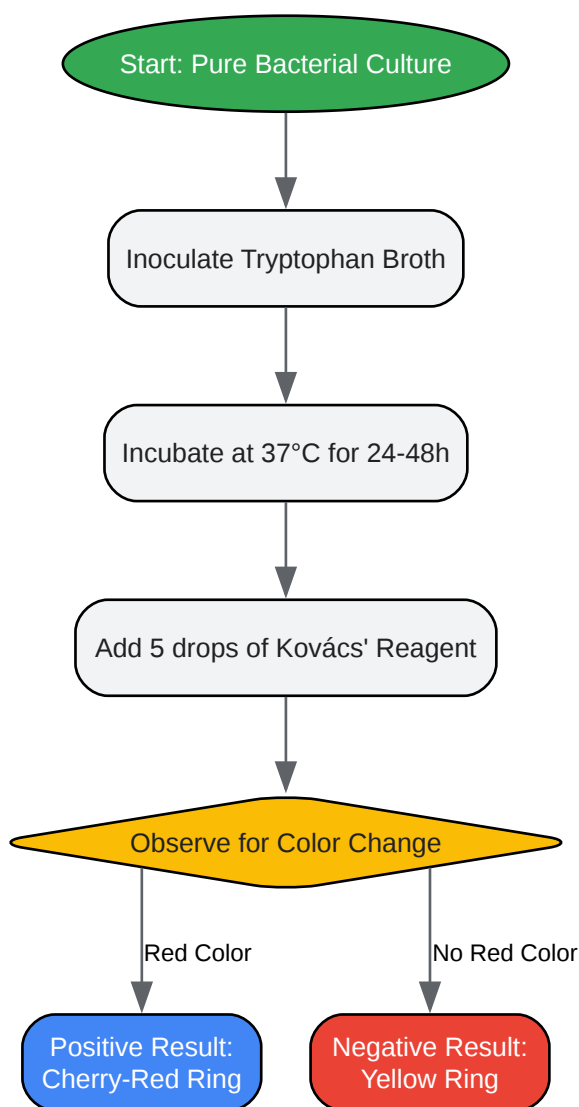 Start: Pure Bacterial Culture
Inoculate Tryptophan Broth
Incubate at 37°C for 24-48h
Add 5 drops of Kovács' Reagent
Observe for Color Change
Red Color
No Red Color
Positive Result:
Cherry-Red Ring
Negative Result:
Yellow Ring